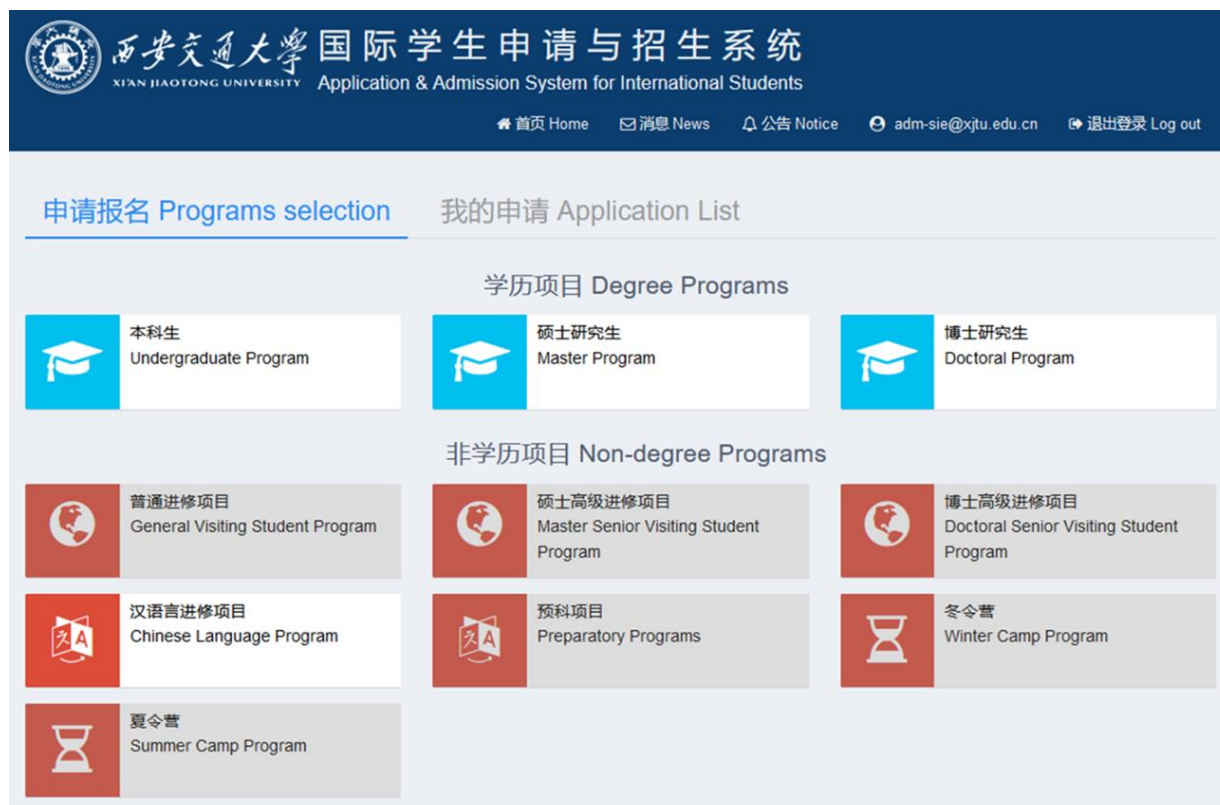 西安交通大學
XI'AN JIAOTONG UNIVERSITY
国际学生申请与招生系统
Application & Admission System for International Students
首页 Home 消息 News 公告 Notice adm-sie@xjtu.edu.cn 退出登录 Log out
申请报名 Programs selection 我的申请 Application List
学历项目 Degree Programs
本科生
Undergraduate Program
硕士研究生
Master Program
博士研究生
Doctoral Program
非学历项目 Non-degree Programs
普通进修项目
General Visiting Student Program
硕士高级进修项目
Master Senior Visiting Student
Program
博士高级进修项目
Doctoral Senior Visiting Student
Program
汉语言进修项目
Chinese Language Program
预科项目
Preparatory Programs
冬令营
Winter Camp Program
夏令营
Summer Camp Program